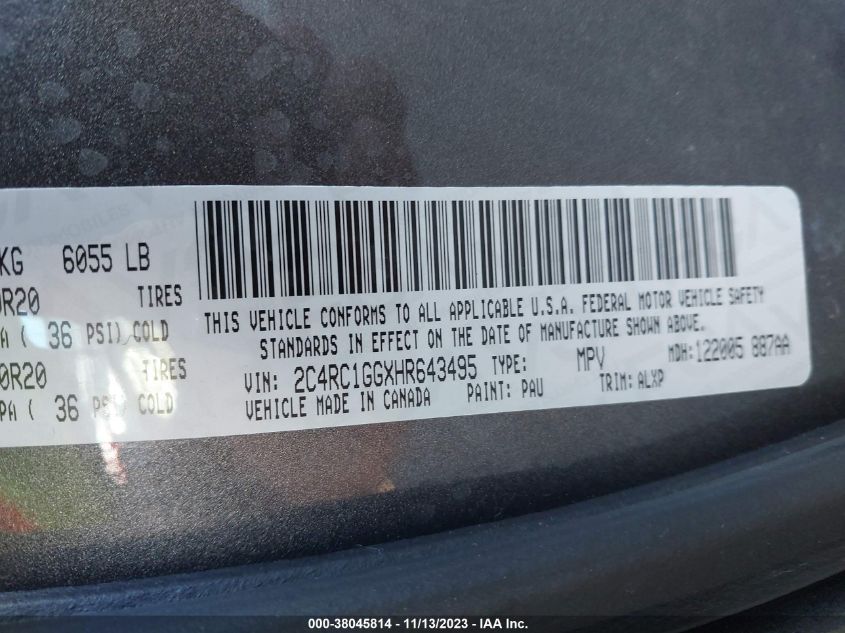 KG 6055 LB
0R20 TIRES
A ( 36 PSI) COLD
0R20 TIRES
PA ( 36 PSI) COLD
THIS VEHICLE CONFORMS TO ALL APPLICABLE U.S.A. FEDERAL MOTOR VEHICLE SAFETY
STANDARDS IN EFFECT ON THE DATE OF MANUFACTURE SHOWN ABOVE.
VIN: 2C4RC1GGXHR643495 TYPE: MPV MDH: 122005 887AA
VEHICLE MADE IN CANADA PAINT: PAU TRIM: ALXP
000-38045814 - 11/13/2023 - IAA Inc.